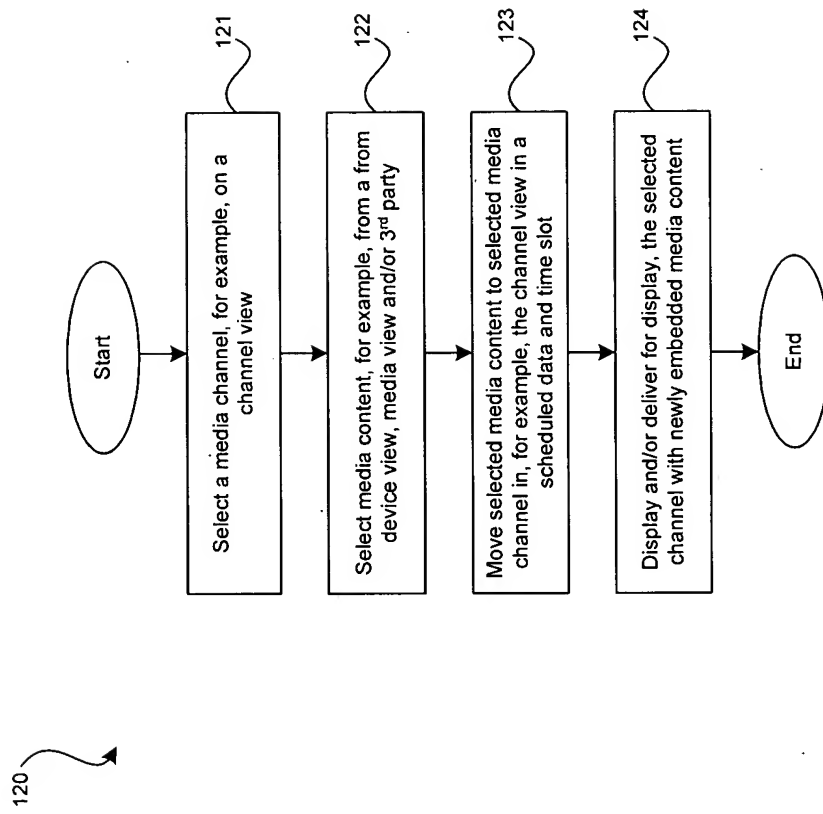 120
Start
Select a media channel, for example, on a
channel view
121
Select media content, for example, from a from
device view, media view and/or 3rd party
122
Move selected media content to selected media
channel in, for example, the channel view in a
scheduled data and time slot
123
Display and/or deliver for display, the selected
channel with newly embedded media content
124
End